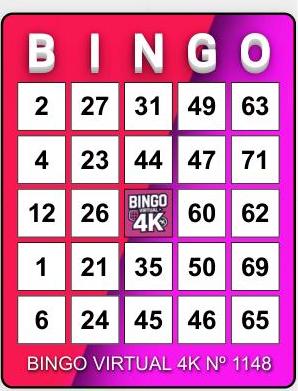 B I N G O
2 27 31 49 63
4 23 44 47 71
12 26 BINGO VIRTUAL 4K 60 62
1 21 35 50 69
6 24 45 46 65
BINGO VIRTUAL 4K Nº 1148